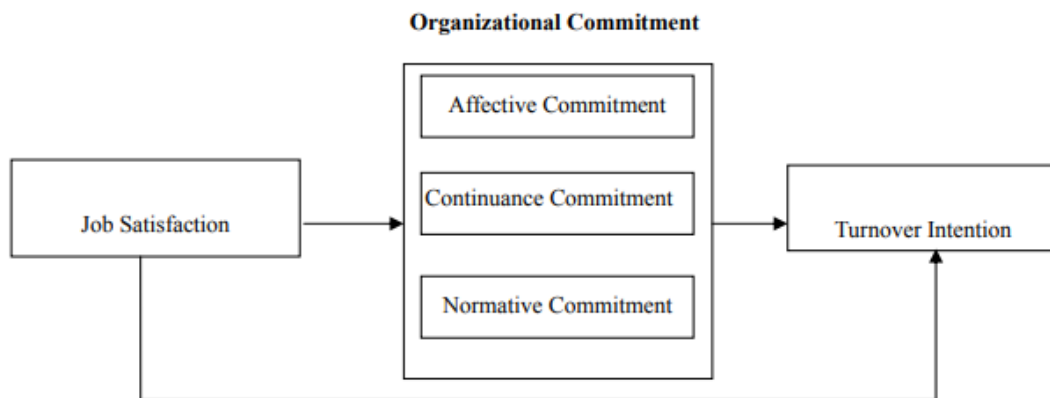 Organizational Commitment
Affective Commitment
Continuance Commitment
Job Satisfaction
Turnover Intention
Normative Commitment